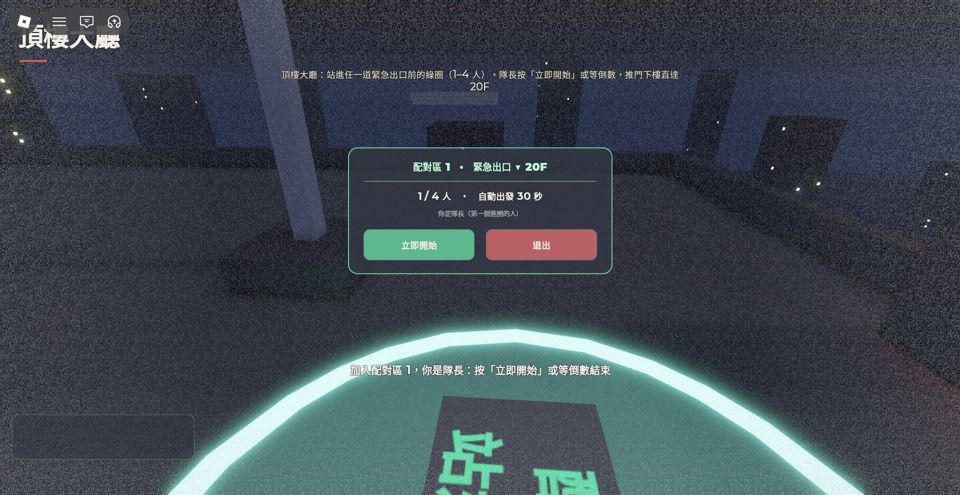 頂樓大廳
頂樓大廳：站進任一道緊急出口前的綠圈（1–4 人），隊長按「立即開始」或等倒數，推門下樓直達
20F
配對區 1 • 緊急出口 ▼ 20F
1 / 4 人 • 自動出發 30 秒
你是隊長（第一個進圈的人）
立即開始
退出
加入配對區 1，你是隊長：按「立即開始」或等倒數結束
站